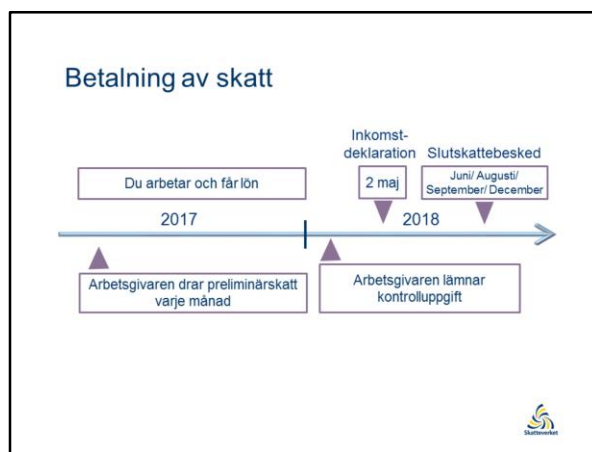 Betalning av skatt
Inkomst-
deklaration
Slutskattebesked
Du arbetar och får lön
2 maj
Juni/ Augusti/
September/ December
2017
2018
Arbetsgivaren drar preliminärskatt
varje månad
Arbetsgivaren lämnar
kontrolluppgift
Skatteverket